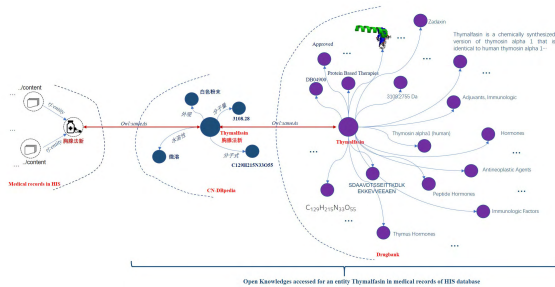 Zadaxin
Thymalfasin is a chemically synthesized
version of thymosin alpha 1 that is
identical to human thymosin alpha 1...
Approved
...
...
DB04900
Protein Based Therapies
...
.../content
白色粉末
外观
分子量
3108.28
3108.2755 Da
Adjuvants, Immunologic
rf:entity
Owl:sameAs
水溶性
Thymalfasin
胸腺法新
Owl:sameAs
Thymalfasin
Thymosin alpha1 (human)
Hormones
...
...
胸腺法新
微溶
分子式
C129H215N33O55
.../content
rf:entity
Medical records in HIS
CN-DBpedia
...
SDAAVDTSSEITTKDLK
EKKEVVEEAEN
Antineoplastic Agents
Peptide Hormones
C₁₂₉H₂₁₅N₃₃O₅₅
Immunologic Factors
...
Thymus Hormones
...
...
Drugbank
Open Knowledges accessed for an entity Thymalfasin in medical records of HIS database